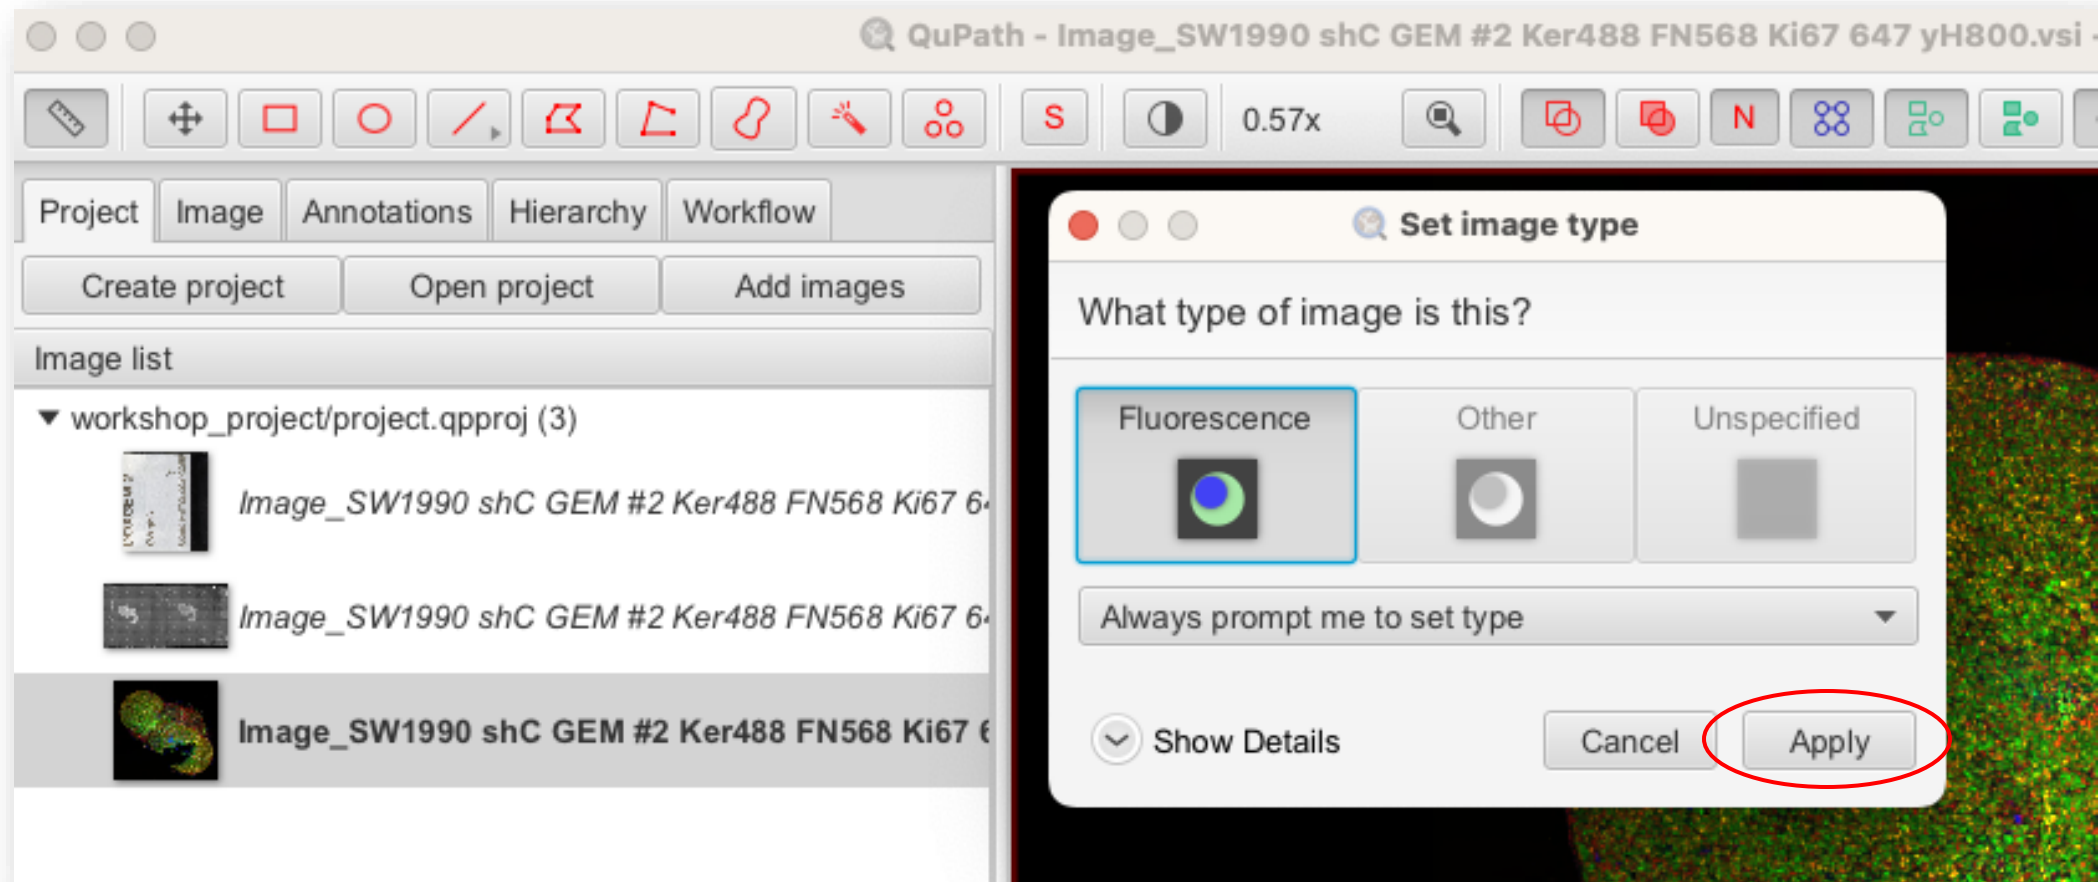 QuPath - Image_SW1990 shC GEM #2 Ker488 FN568 Ki67 647 yH800.vsi -
S
0.57x
N
Project
Image
Annotations
Hierarchy
Workflow
Create project
Open project
Add images
Image list
workshop_project/project.qpproj (3)
Image_SW1990 shC GEM #2 Ker488 FN568 Ki67 6
Image_SW1990 shC GEM #2 Ker488 FN568 Ki67 6
Image_SW1990 shC GEM #2 Ker488 FN568 Ki67 6
Set image type
What type of image is this?
Fluorescence
Other
Unspecified
Always prompt me to set type
Show Details
Cancel
Apply